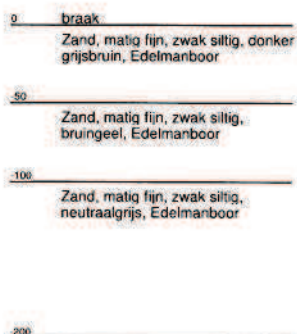 0 braak
Zand, matig fijn, zwak siltig, donker
grijsbruin, Edelmanboor
-50
Zand, matig fijn, zwak siltig,
bruingeel, Edelmanboor
-100
Zand, matig fijn, zwak siltig,
neutraalgrijs, Edelmanboor
-200